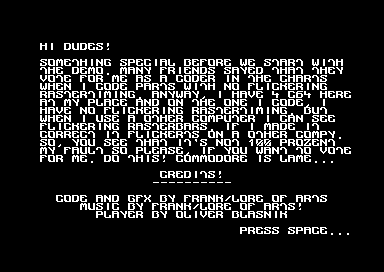 HI DUDES!
SOMETHING SPECIAL BEFORE WE START WITH
THE DEMO. MANY FRIENDS SAYED THAT THEY
VOTE FOR ME AS A CODER IN THE CHARTS
WHEN I CODE PARTS WITH NO FLICKERING
RASTERTIMING. ANYWAY, I HAVE 4 C64 HERE
AT MY PLACE AND ON THE ONE I CODE, I
HAVE NO FLICKERING RASTERTIMING. BUT
WHEN I USE A OTHER COMPUTER I CAN SEE
FLICKERING RASTERBARS. IF I MADE IT
CORRECT IT FLICKERTS ON A OTHER COMPY.
SO, YOU SEE THAT IT'S NOT 100 PROZENT
MY FAULT SO PLEASE, IF YOU WANT TO VOTE
FOR ME. DO THIS! COMMODORE IS LAME...
CREDITS!
----------
CODE AND GFX BY FRANK/LORE OF ARTS
MUSIC BY FRANK/LORE OF ARTS!
PLAYER BY OLIVER BLASNIK
PRESS SPACE...